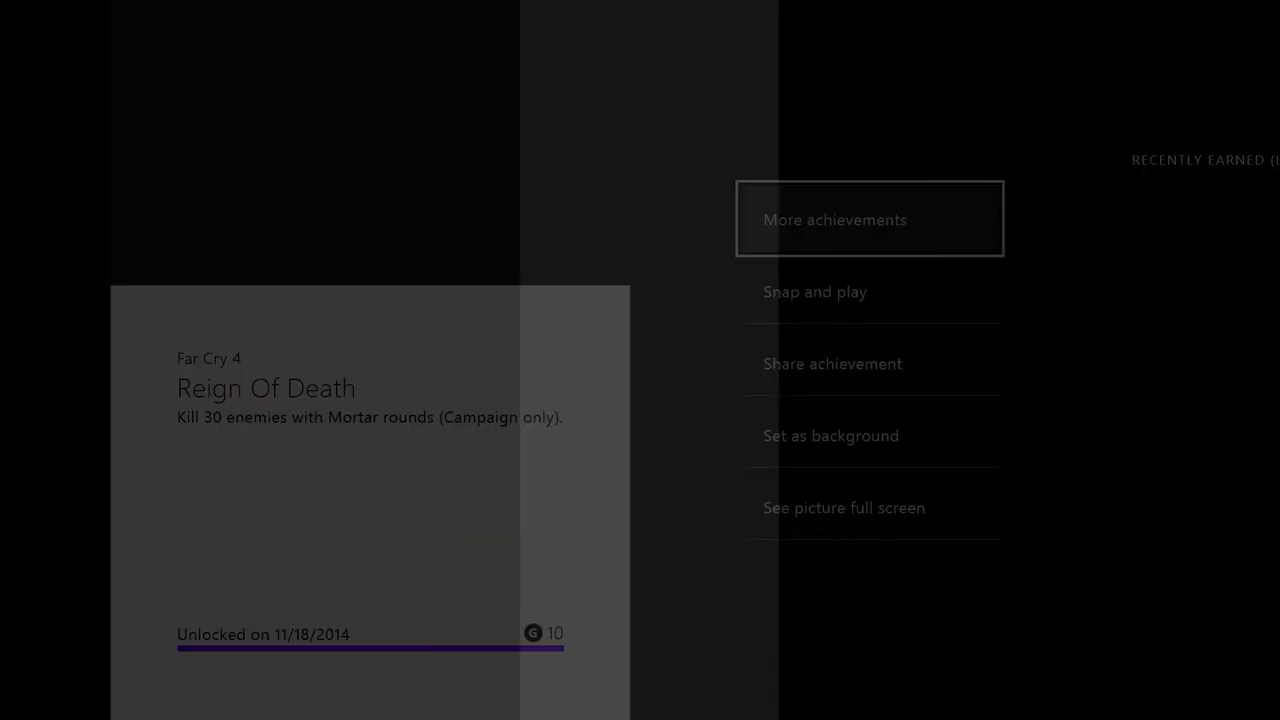 RECENTLY EARNED (
More achievements
Snap and play
Share achievement
Set as background
See picture full screen
Far Cry 4
Reign Of Death
Kill 30 enemies with Mortar rounds (Campaign only).
Unlocked on 11/18/2014
G 10